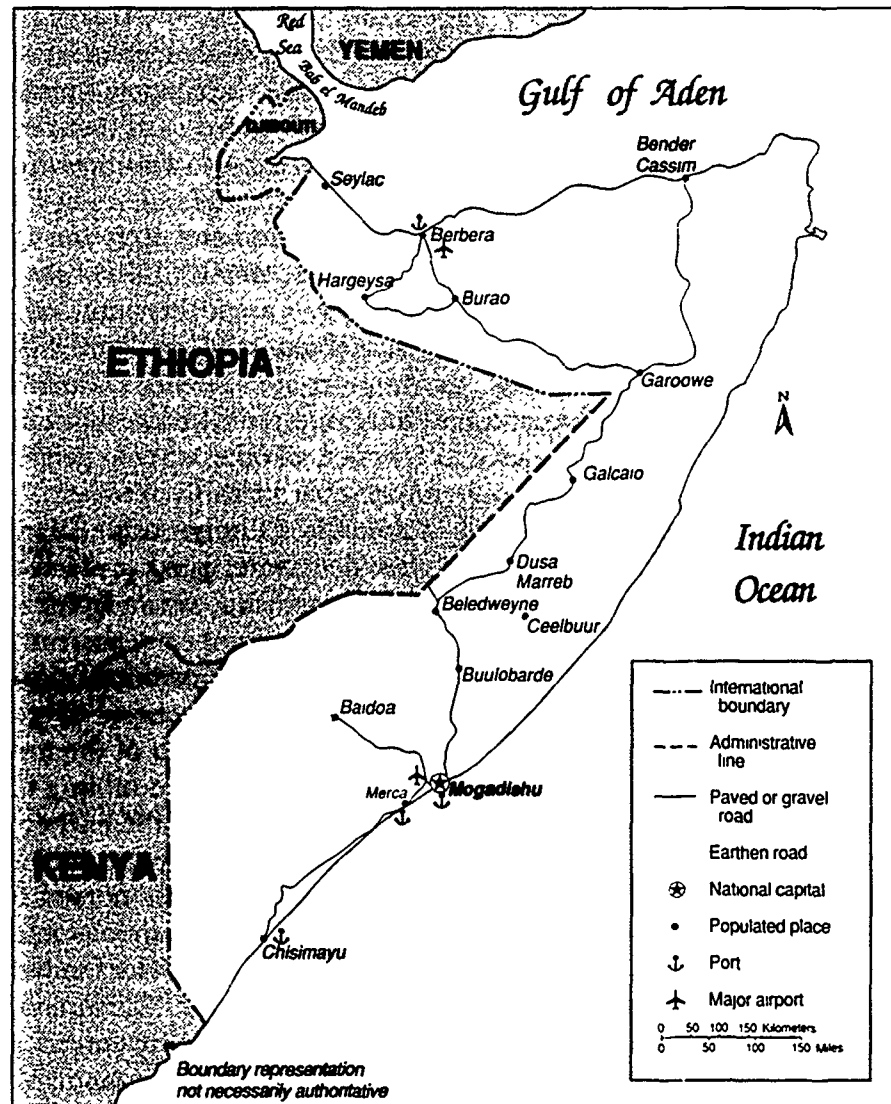 Red
Sea
YEMEN
Bab el Mandeb
Gulf of Aden
DJIBOUTI
Bender
Cassim
Seylac
Berbera
Hargeysa
Burao
ETHIOPIA
Garoowe
N
Galcaio
Indian
Ocean
Dusa
Marreb
Beledweyne
Ceelbuur
Buulobarde
Baidoa
Merca
Mogadishu
KENYA
Chisimayu
International
boundary
Administrative
line
Paved or gravel
road
Earthen road
National capital
Populated place
Port
Major airport
0 50 100 150 Kilometers
0 50 100 150 Miles
Boundary representation
not necessarily authoritative